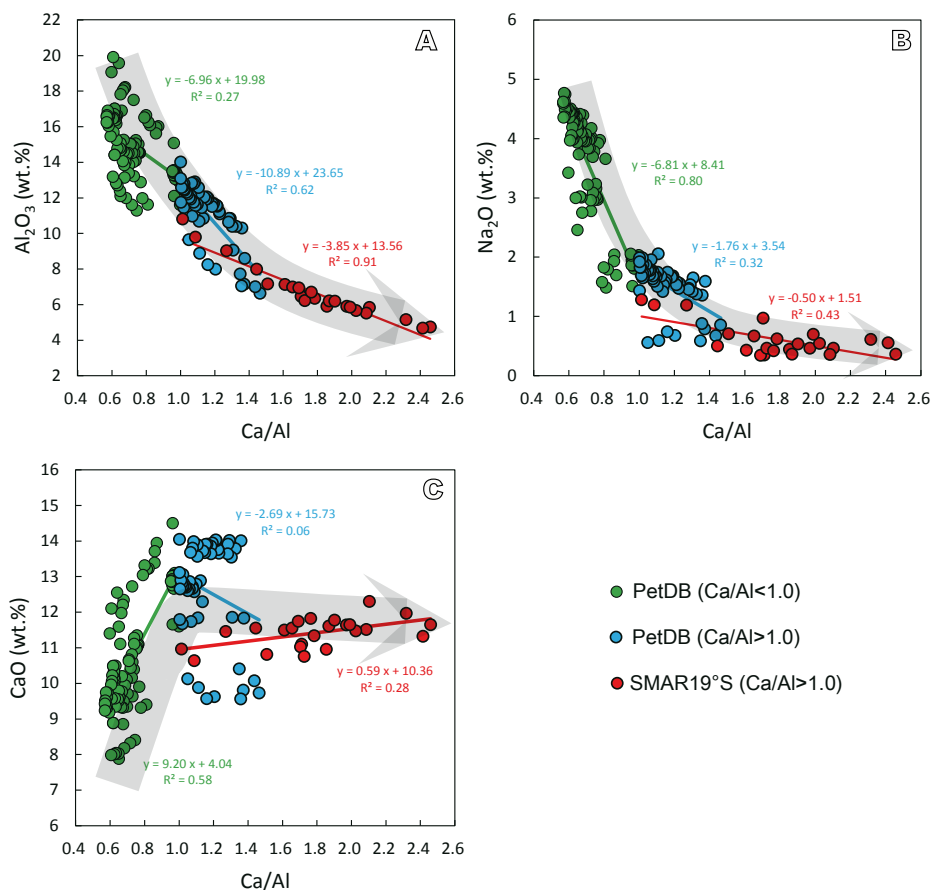 A
Al₂O₃ (wt.%)
22
20
18
16
14
12
10
8
6
4
2
y = -6.96 x + 19.98
R² = 0.27
y = -10.89 x + 23.65
R² = 0.62
y = -3.85 x + 13.56
R² = 0.91
0.4 0.6 0.8 1.0 1.2 1.4 1.6 1.8 2.0 2.2 2.4 2.6
Ca/Al
B
Na₂O (wt.%)
6
5
4
3
2
1
0
y = -6.81 x + 8.41
R² = 0.80
y = -1.76 x + 3.54
R² = 0.32
y = -0.50 x + 1.51
R² = 0.43
0.4 0.6 0.8 1.0 1.2 1.4 1.6 1.8 2.0 2.2 2.4 2.6
Ca/Al
C
CaO (wt.%)
16
15
14
13
12
11
10
9
8
7
6
y = -2.69 x + 15.73
R² = 0.06
y = 0.59 x + 10.36
R² = 0.28
y = 9.20 x + 4.04
R² = 0.58
0.4 0.6 0.8 1.0 1.2 1.4 1.6 1.8 2.0 2.2 2.4 2.6
Ca/Al
PetDB (Ca/Al<1.0)
PetDB (Ca/Al>1.0)
SMAR19°S (Ca/Al>1.0)